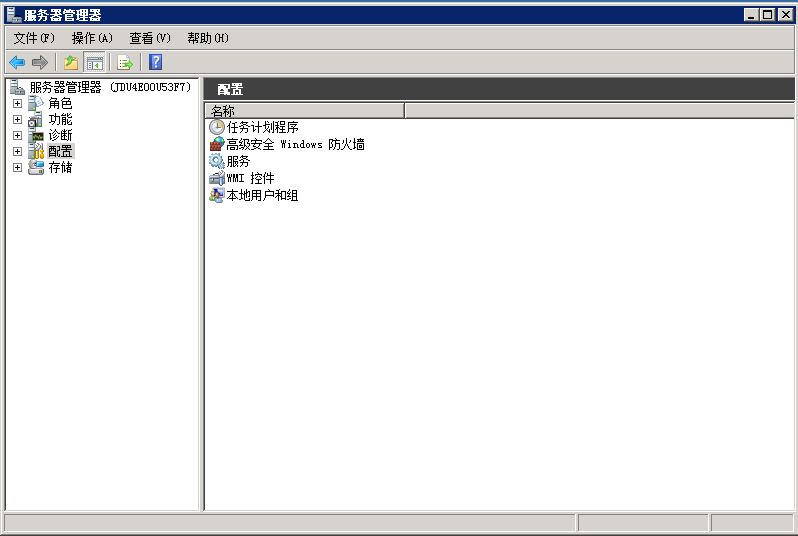 服务器管理器
文件(F) 操作(A) 查看(V) 帮助(H)
服务器管理器 (JDU4E0OU53F7)
角色
功能
诊断
配置
存储
配置
名称
任务计划程序
高级安全 Windows 防火墙
服务
WMI 控件
本地用户和组